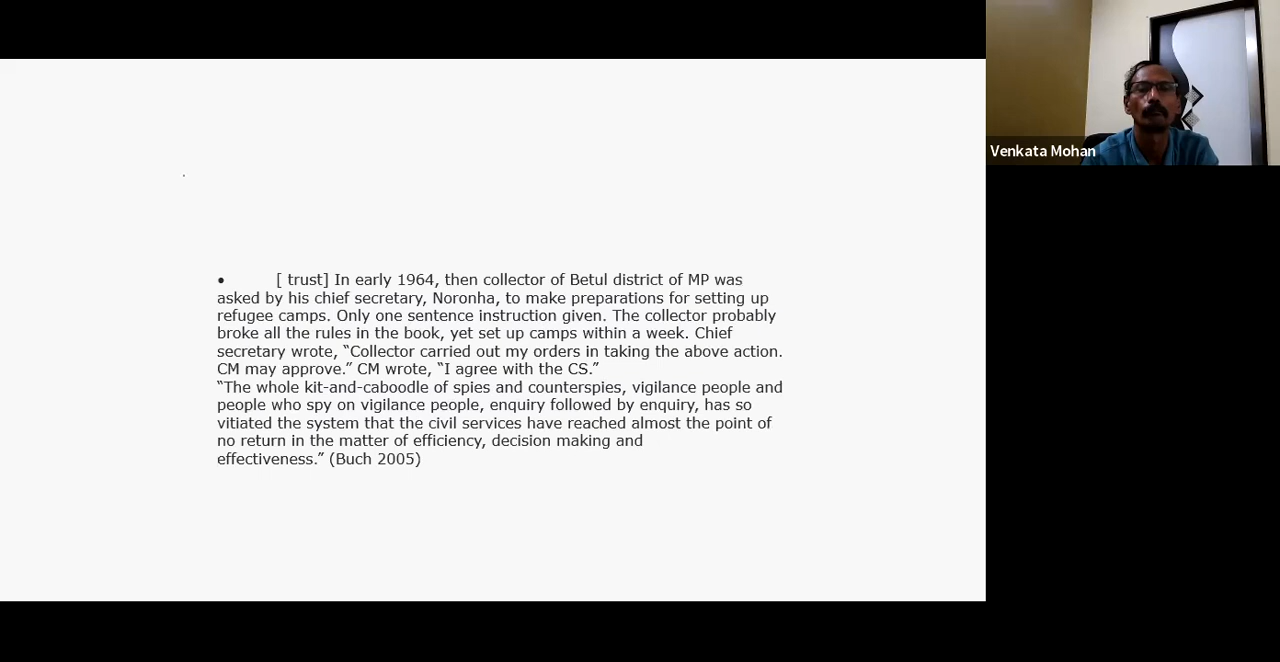 • [ trust] In early 1964, then collector of Betul district of MP was
asked by his chief secretary, Noronha, to make preparations for setting up
refugee camps. Only one sentence instruction given. The collector probably
broke all the rules in the book, yet set up camps within a week. Chief
secretary wrote, “Collector carried out my orders in taking the above action.
CM may approve.” CM wrote, “I agree with the CS.”
“The whole kit-and-caboodle of spies and counterspies, vigilance people and
people who spy on vigilance people, enquiry followed by enquiry, has so
vitiated the system that the civil services have reached almost the point of
no return in the matter of efficiency, decision making and
effectiveness.” (Buch 2005)
Venkata Mohan